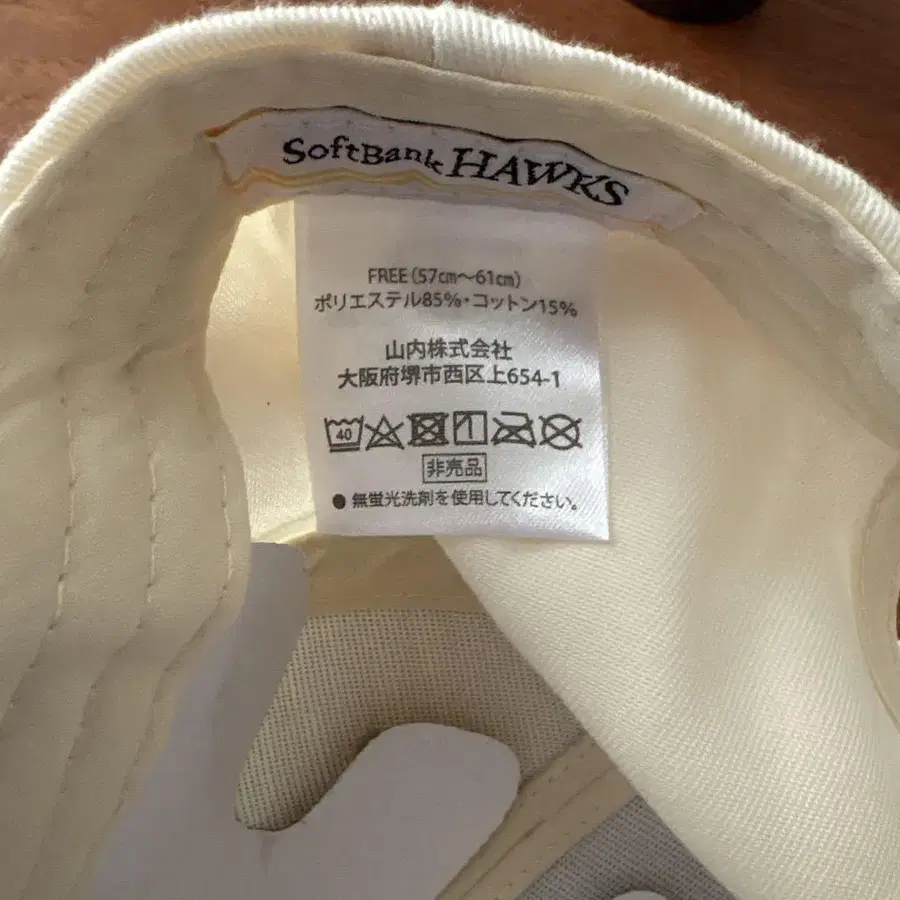 SoftBank HAWKS
FREE(57cm〜61cm)
ポリエステル85%・コットン15%
山内株式会社
大阪府堺市西区上654-1
40
非売品
● 無蛍光洗剤を使用してください。